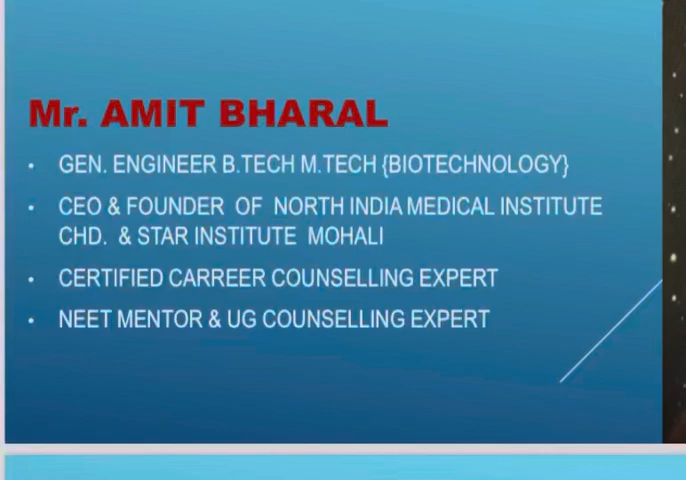 Mr. AMIT BHARAL
• GEN. ENGINEER B.TECH M.TECH {BIOTECHNOLOGY}
• CEO & FOUNDER OF NORTH INDIA MEDICAL INSTITUTE
CHD. & STAR INSTITUTE MOHALI
• CERTIFIED CARREER COUNSELLING EXPERT
• NEET MENTOR & UG COUNSELLING EXPERT